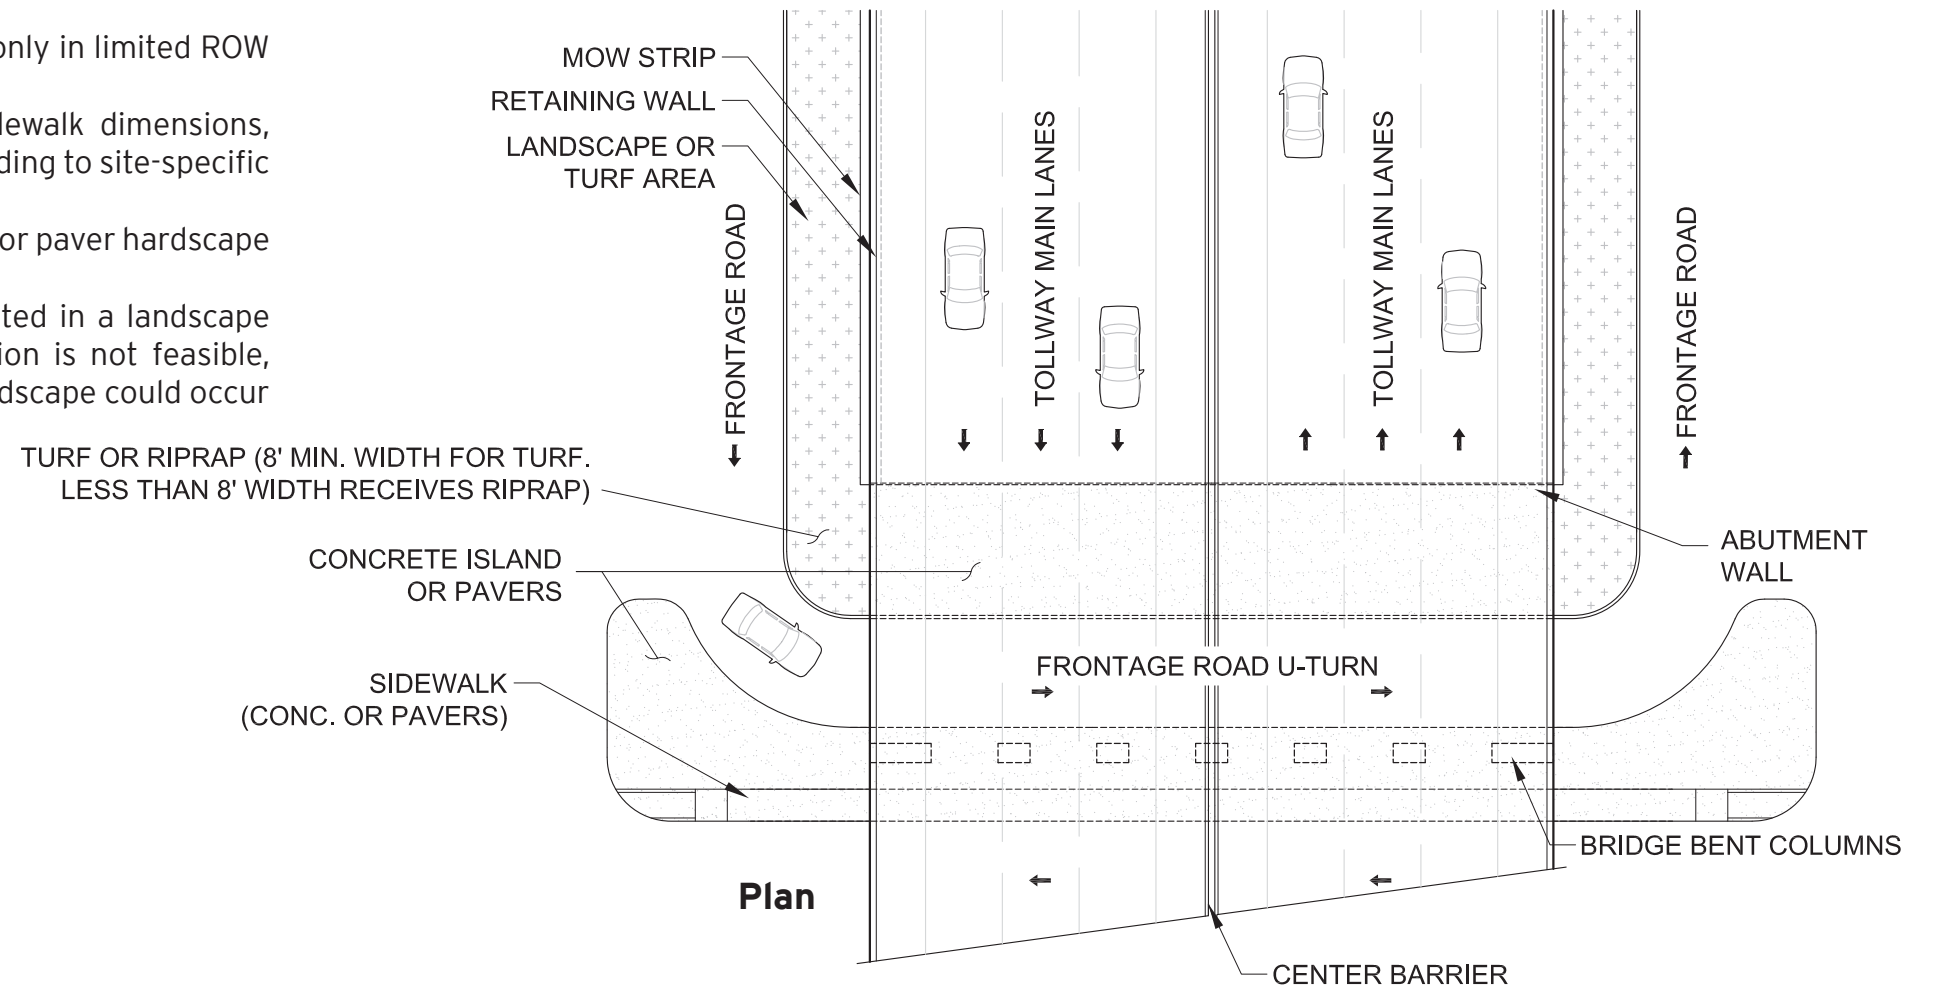 only in limited ROW
dewalk dimensions,
ding to site-specific
or paver hardscape
ted in a landscape
ion is not feasible,
dscape could occur
MOW STRIP
RETAINING WALL
LANDSCAPE OR
TURF AREA
FRONTAGE ROAD
TOLLWAY MAIN LANES
TOLLWAY MAIN LANES
FRONTAGE ROAD
TURF OR RIPRAP (8' MIN. WIDTH FOR TURF.
LESS THAN 8' WIDTH RECEIVES RIPRAP)
CONCRETE ISLAND
OR PAVERS
ABUTMENT
WALL
SIDEWALK
(CONC. OR PAVERS)
FRONTAGE ROAD U-TURN
BRIDGE BENT COLUMNS
Plan
CENTER BARRIER